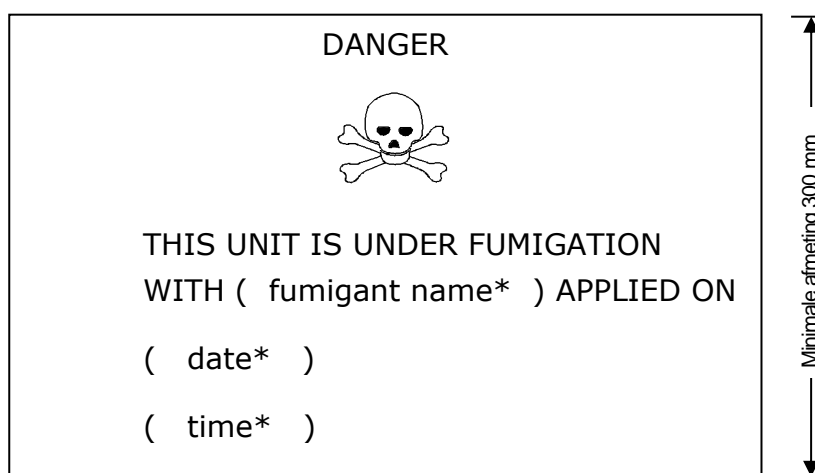 DANGER
THIS UNIT IS UNDER FUMIGATION
WITH ( fumigant name* ) APPLIED ON
( date* )
( time* )
Minimale afmeting 300 mm